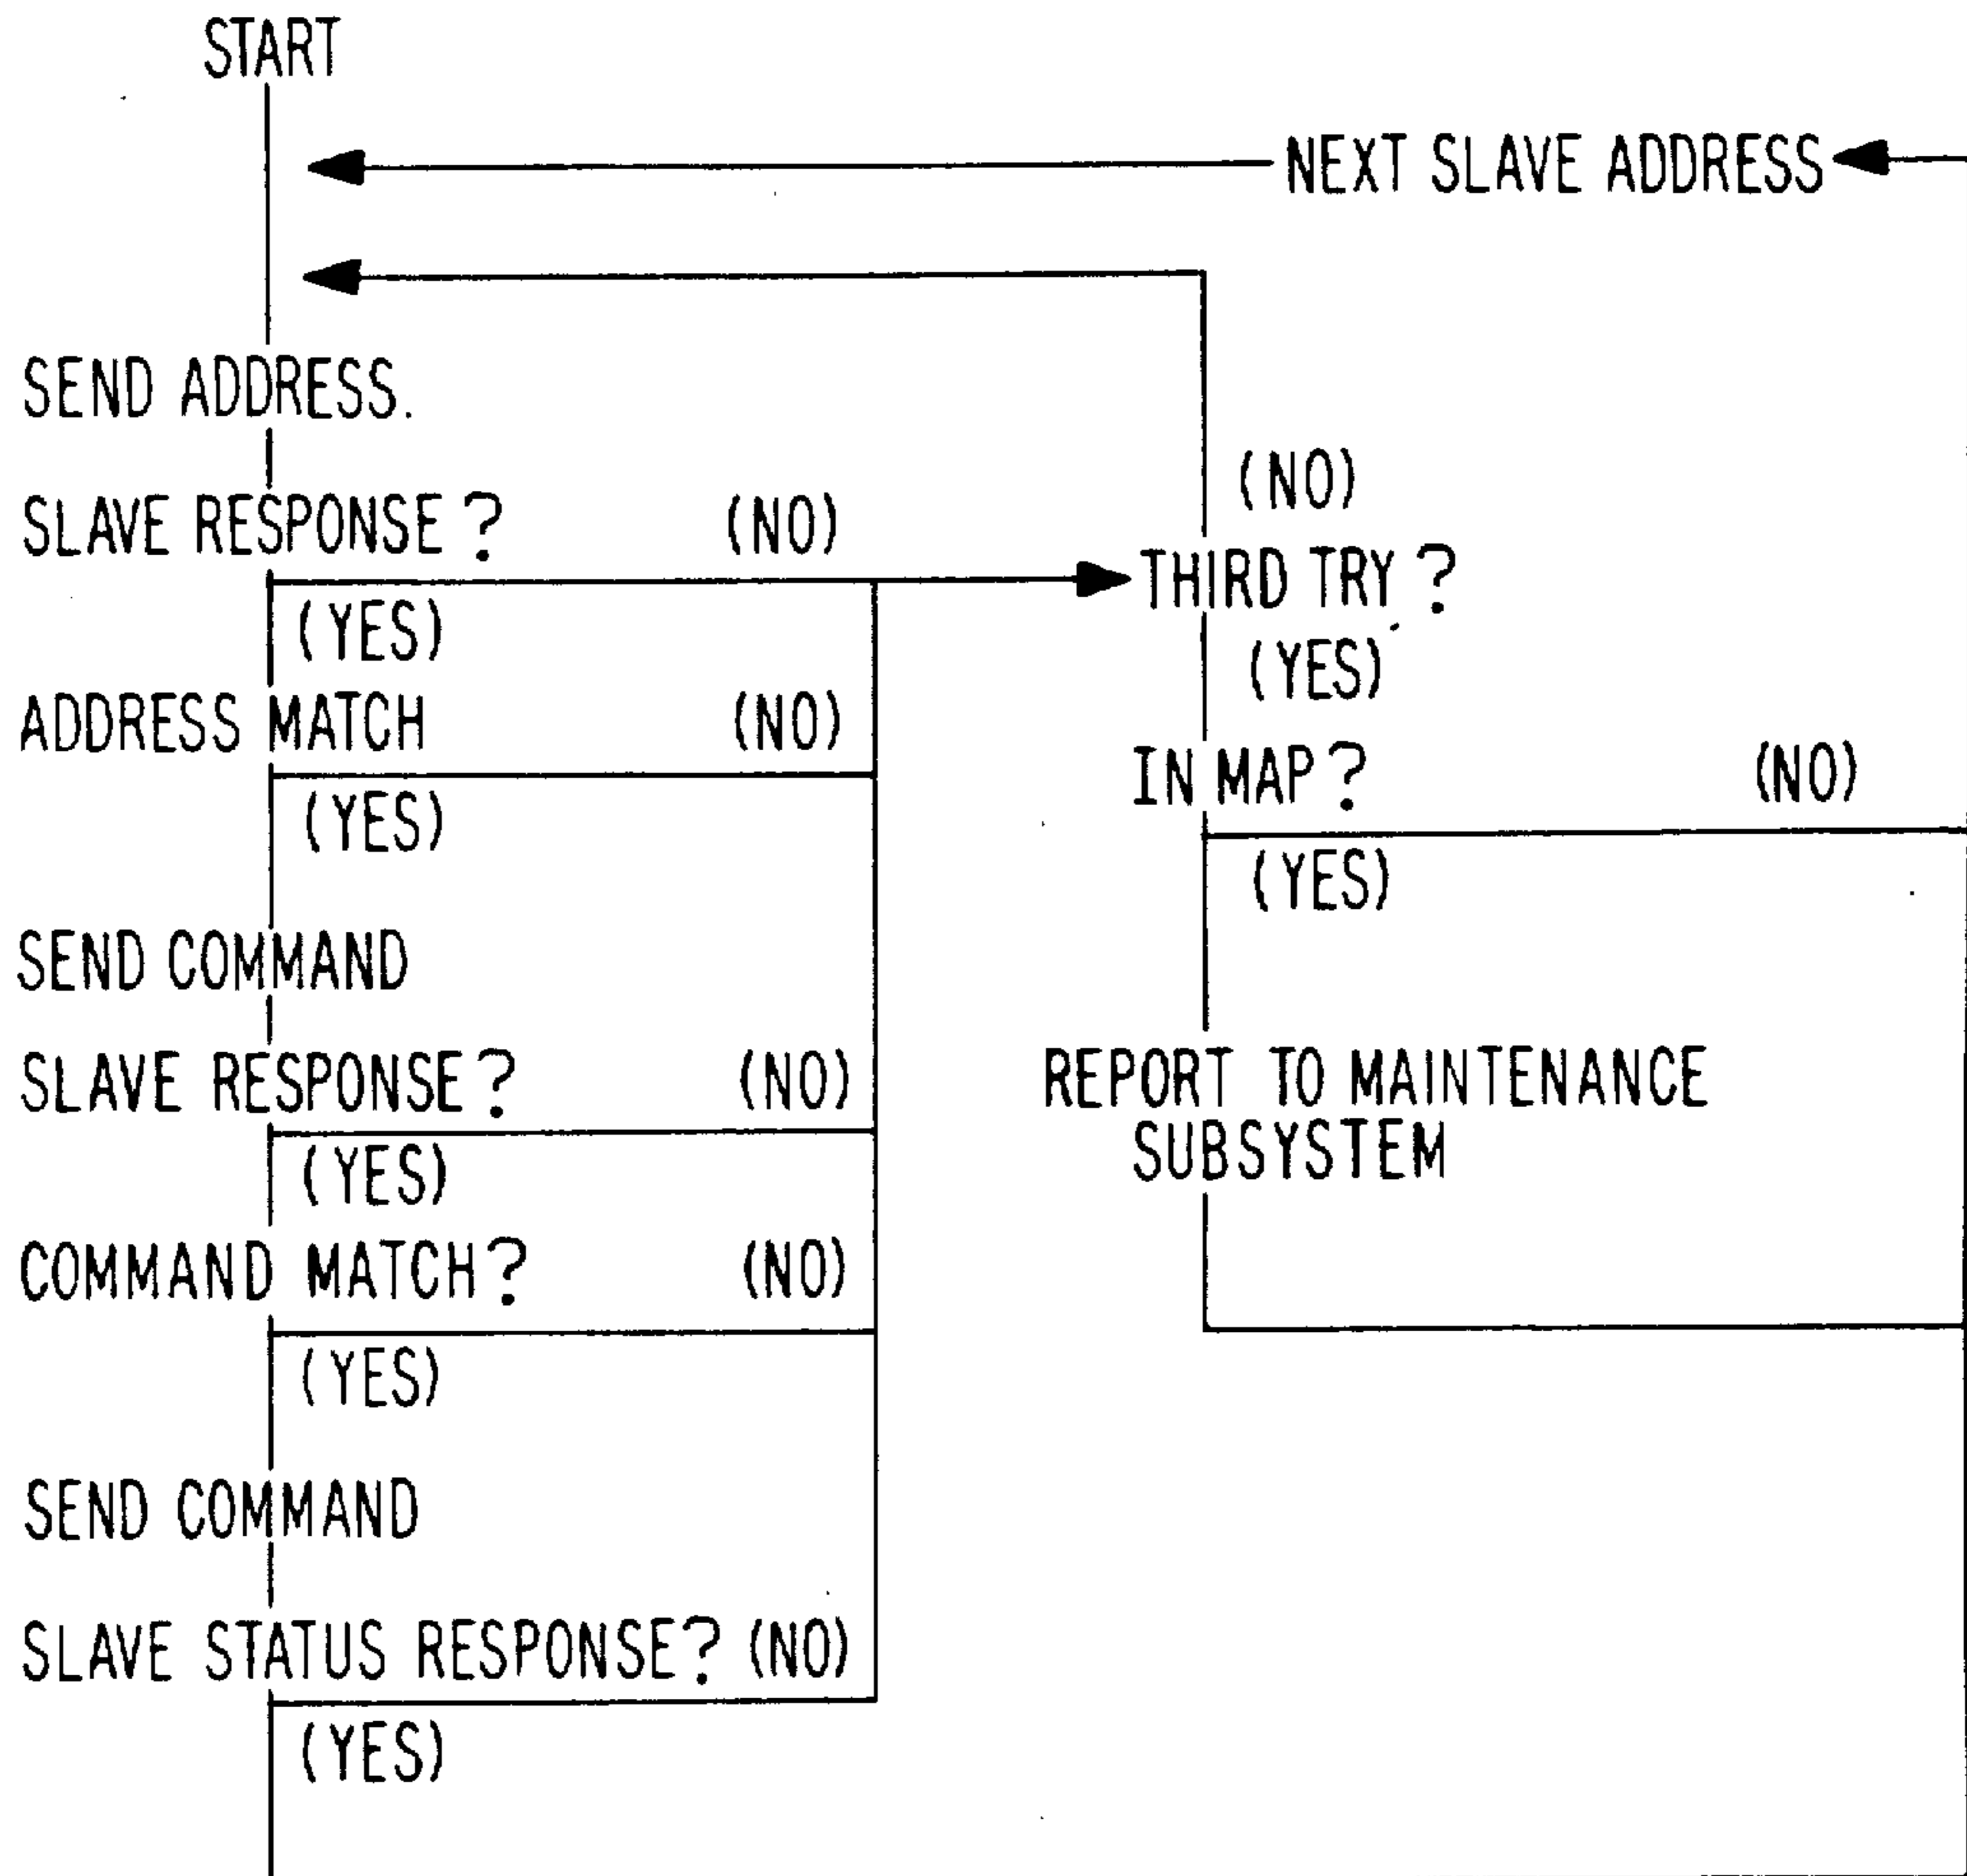 START
NEXT SLAVE ADDRESS
SEND ADDRESS.
(NO)
SLAVE RESPONSE? (NO)
THIRD TRY?
(YES)
(YES)
ADDRESS MATCH (NO)
IN MAP? (NO)
(YES)
(YES)
SEND COMMAND
SLAVE RESPONSE? (NO)
REPORT TO MAINTENANCE
SUBSYSTEM
(YES)
COMMAND MATCH? (NO)
(YES)
SEND COMMAND
SLAVE STATUS RESPONSE? (NO)
(YES)